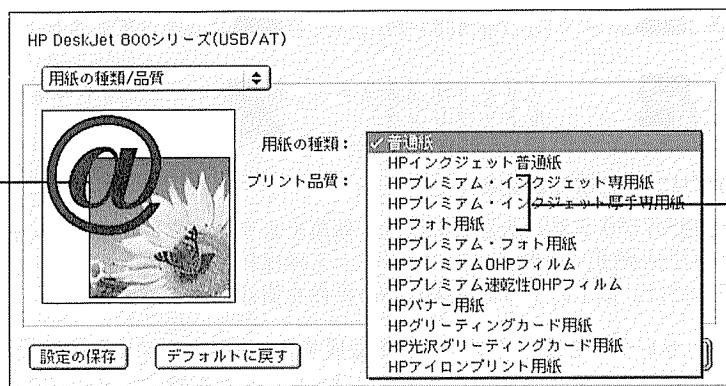 HP DeskJet 800シリーズ(USB/AT)
用紙の種類/品質
@
用紙の種類：
✓普通紙
HPインクジェット普通紙
プリント品質：
HPプレミアム・インクジェット専用紙
HPプレミアム・インクジェット厚手専用紙
HPフォト用紙
HPプレミアム・フォト用紙
HPプレミアムOHPフィルム
HPプレミアム速乾性OHPフィルム
HPバナー用紙
HPグリーティングカード用紙
HP光沢グリーティングカード用紙
HPアイロンプリント用紙
設定の保存
デフォルトに戻す